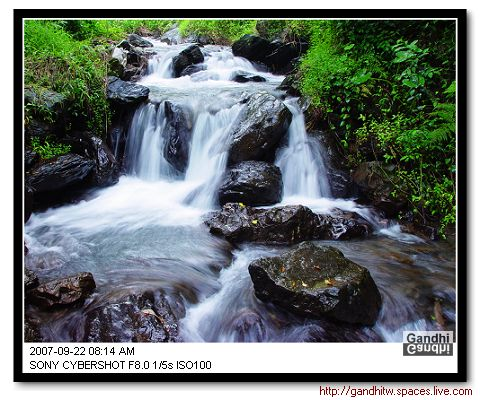 Gandhi
Gandhi
2007-09-22 08:14 AM
SONY CYBERSHOT F8.0 1/5s ISO100
http://gandhitw.spaces.live.com